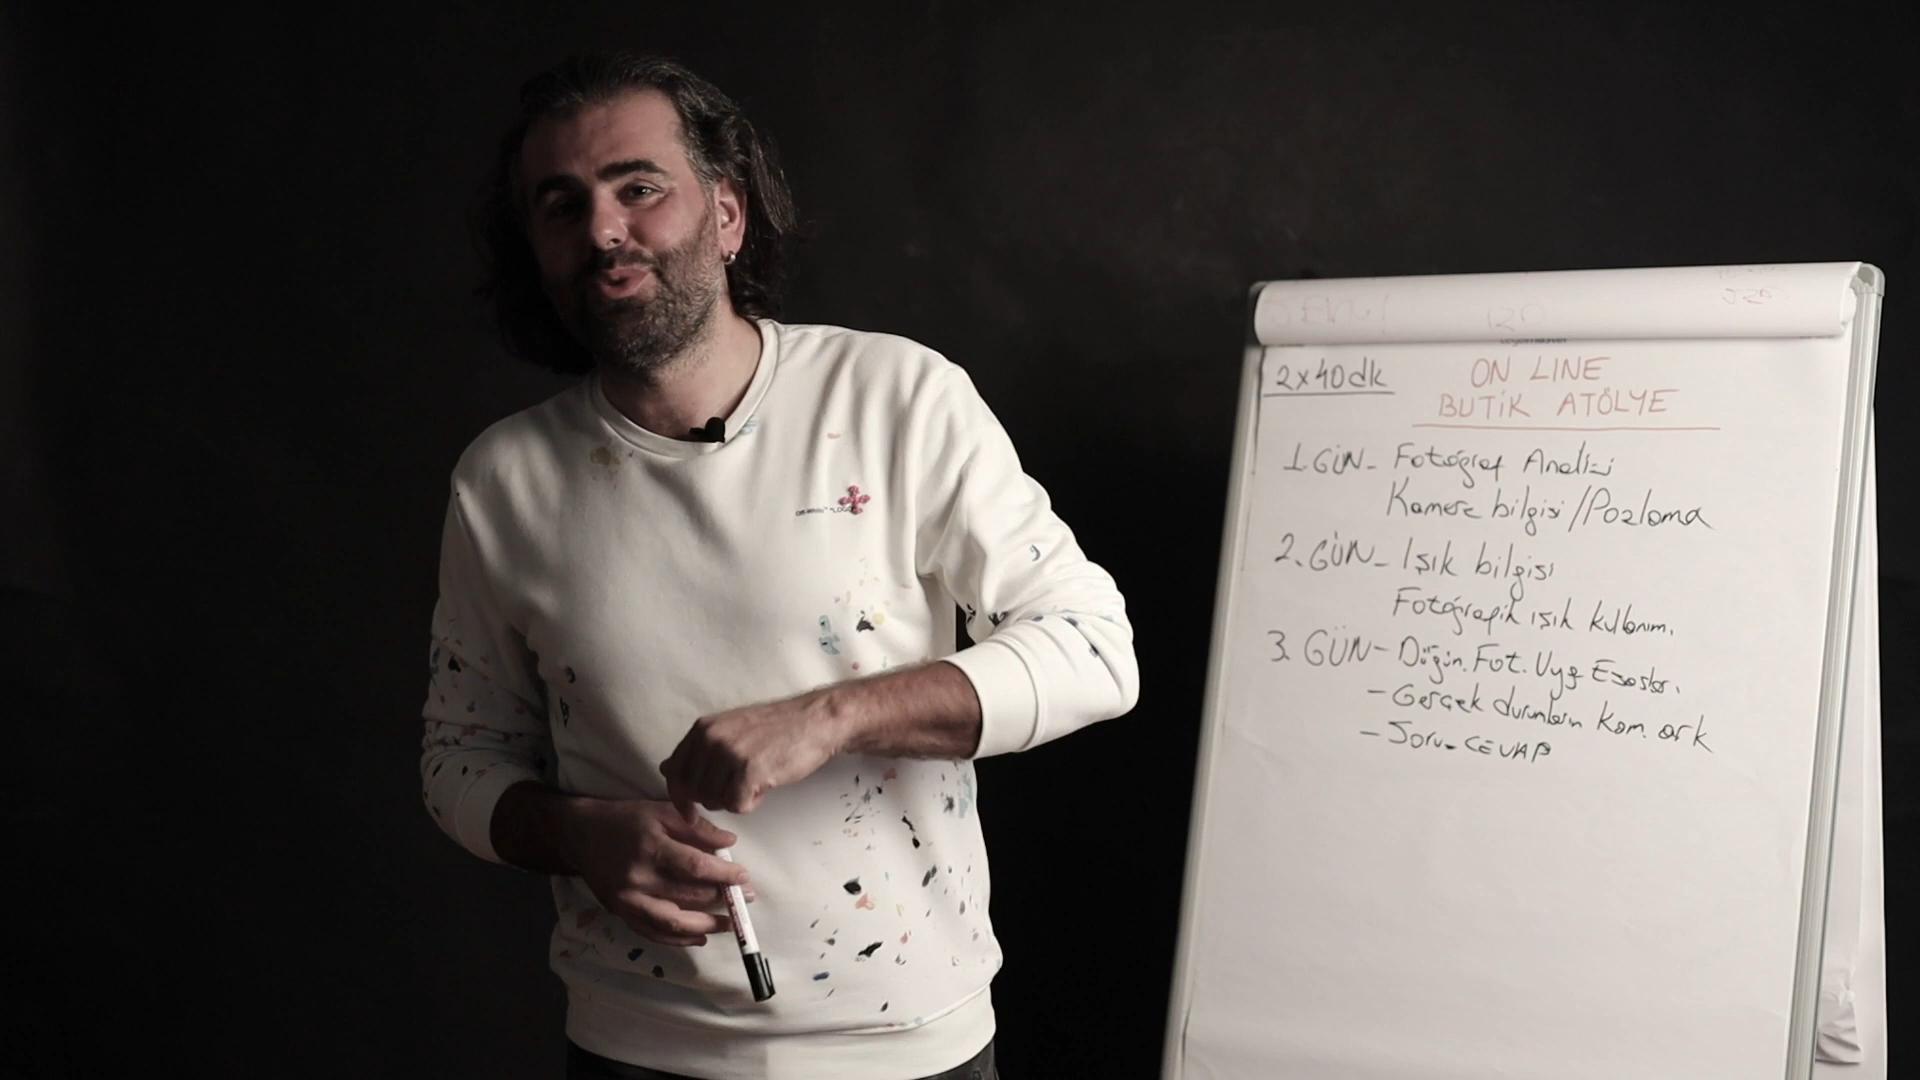 2x40dk
ON LINE
BUTİK ATÖLYE
1.GÜN- Fotoğraf Analizi
Kamera bilgisi/Pozlama
2.GÜN- Işık bilgisi
Fotoğrafik ışık kullanım.
3.GÜN- Düğün. Fot. Uyg Esasları.
- Gerçek durumların kam. ark
- Soru-CEVAP
120